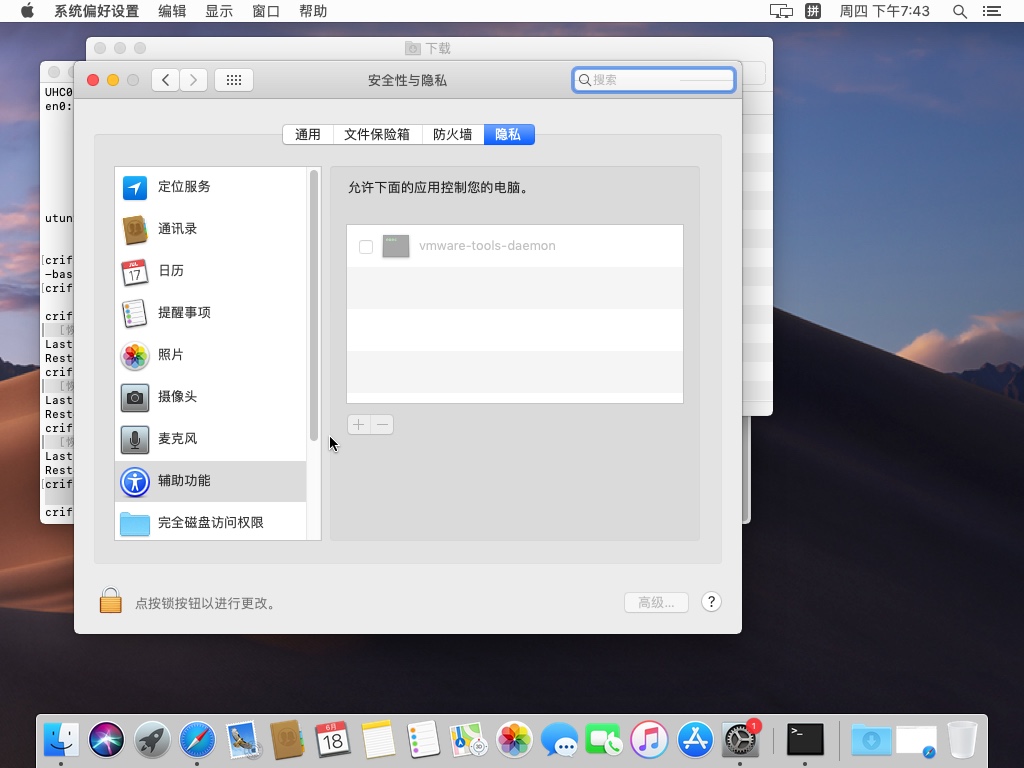 系统偏好设置 编辑 显示 窗口 帮助 拼 周四 下午7:43
下载
安全性与隐私 搜索
通用 文件保险箱 防火墙 隐私
UHC0
en0:
utun
[crif
-bas
[crif
crif
Last
Rest
crif
Last
Rest
crif
Last
Rest
[crif
crif
定位服务
通讯录
JUL
17
日历
提醒事项
照片
摄像头
麦克风
辅助功能
完全磁盘访问权限
允许下面的应用控制您的电脑。
vmware-tools-daemon
+ −
点按锁按钮以进行更改。
高级... ?
6月
18
1
>_